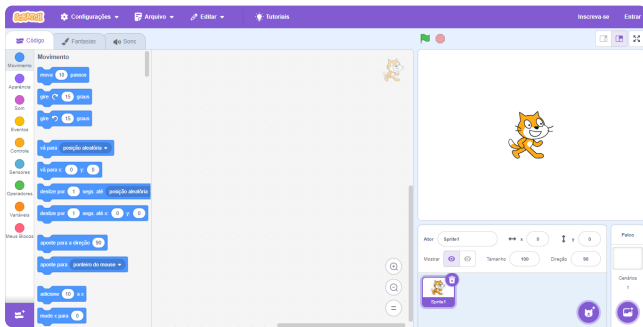 SCRATCH Configurações Arquivo Editar Tutoriais Inscreva-se Entrar
Código Fantasias Sons
Movimento
Aparência
Som
Eventos
Controle
Sensores
Operadores
Variáveis
Meus Blocos
Movimento
mova 10 passos
gire 15 graus
gire 15 graus
vá para posição aleatória
vá para x: 0 y: 0
deslize por 1 segs. até posição aleatória
deslize por 1 segs. até x: 0 y: 0
aponte para a direção 90
aponte para ponteiro do mouse
adicione 10 a x
mude x para 0
Ator Sprite1 x 0 y 0
Mostrar Tamanho 100 Direção 90
Sprite1
Palco
Cenários
1